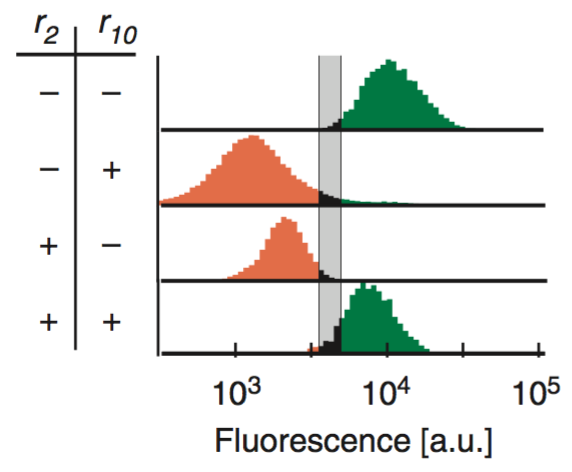 r2 r10
– –
– +
+ –
+ +
10³ 10⁴ 10⁵
Fluorescence [a.u.]